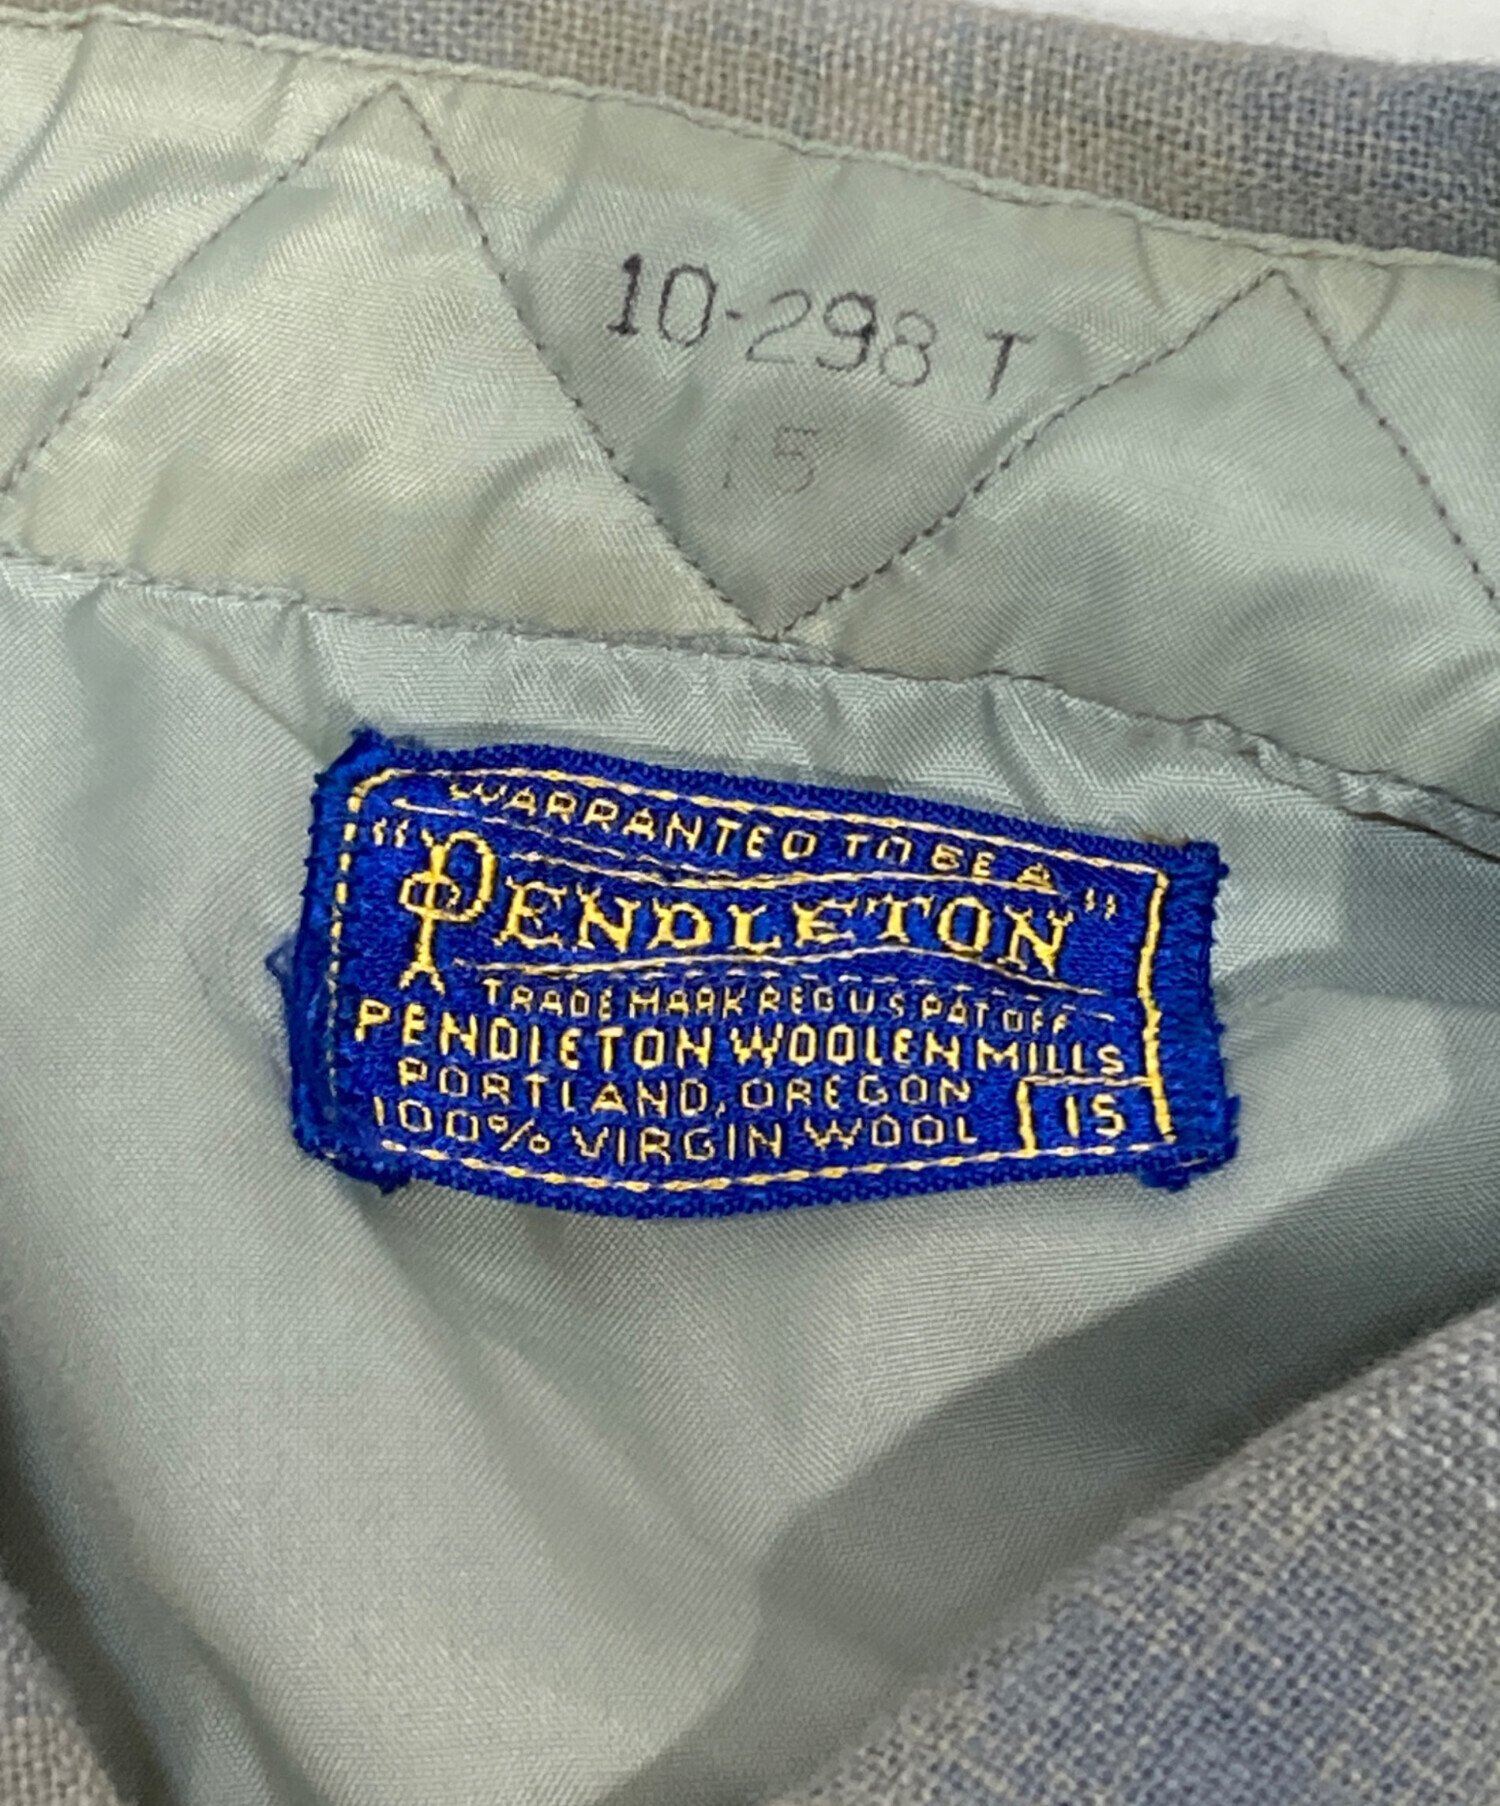 10-298 T
15
WARRANTED TO BE A
"PENDLETON"
TRADE MARK REG US PAT OFF
PENDLETON WOOLEN MILLS
PORTLAND, OREGON
100% VIRGIN WOOL 15